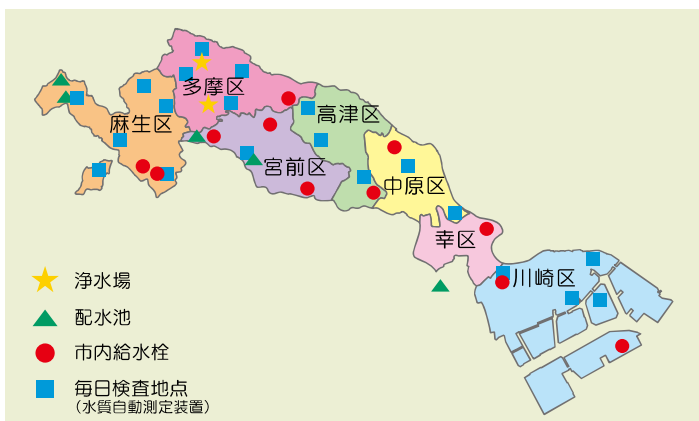 多摩区
麻生区
高津区
宮前区
中原区
幸区
川崎区
浄水場
配水池
市内給水栓
毎日検査地点
（水質自動測定装置）